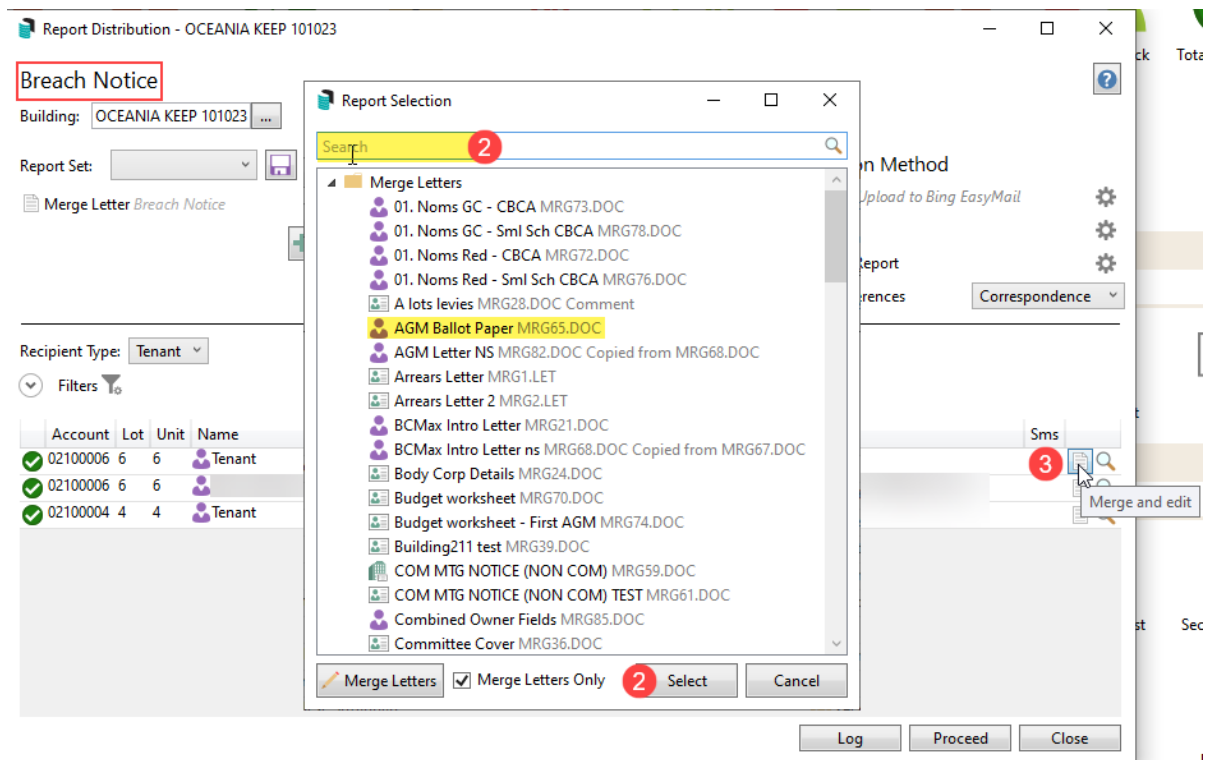 Report Distribution - OCEANIA KEEP 101023
Breach Notice
Building: OCEANIA KEEP 101023 ...
Report Set:
Merge Letter Breach Notice
Report Selection
Search 2
Merge Letters
01. Noms GC - CBCA MRG73.DOC
01. Noms GC - Sml Sch CBCA MRG78.DOC
01. Noms Red - CBCA MRG72.DOC
01. Noms Red - Sml Sch CBCA MRG76.DOC
A lots levies MRG28.DOC Comment
AGM Ballot Paper MRG65.DOC
AGM Letter NS MRG82.DOC Copied from MRG68.DOC
Arrears Letter MRG1.LET
Arrears Letter 2 MRG2.LET
BCMax Intro Letter MRG21.DOC
BCMax Intro Letter ns MRG68.DOC Copied from MRG67.DOC
Body Corp Details MRG24.DOC
Budget worksheet MRG70.DOC
Budget worksheet - First AGM MRG74.DOC
Building211 test MRG39.DOC
COM MTG NOTICE (NON COM) MRG59.DOC
COM MTG NOTICE (NON COM) TEST MRG61.DOC
Combined Owner Fields MRG85.DOC
Committee Cover MRG36.DOC
Merge Letters Merge Letters Only 2 Select Cancel
n Method
Upload to Bing EasyMail
Report
rences Correspondence
Recipient Type: Tenant
Filters
Account Lot Unit Name Sms
02100006 6 6 Tenant 3
02100006 6 6
02100004 4 4 Tenant
Merge and edit
Log Proceed Close
ck Tota
t
st Sec